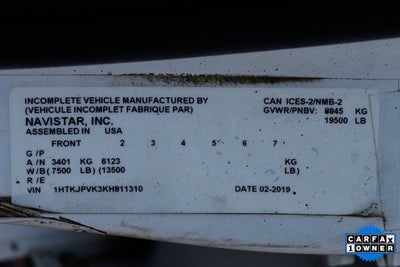 INCOMPLETE VEHICLE MANUFACTURED BY
(VEHICULE INCOMPLET FABRIQUE PAR)
NAVISTAR, INC.
ASSEMBLED IN USA
CAN ICES-2/NMB-2
GVWR/PNBV: 8845 KG
19500 LB
FRONT 2 3 4 5 6 7
G/P
A/N 3401 KG 6123 KG
W/B (7500 LB) (13500 LB)
R/E
VIN 1HTKJPVK3KH811310 DATE 02-2019
CARFAX
1 OWNER